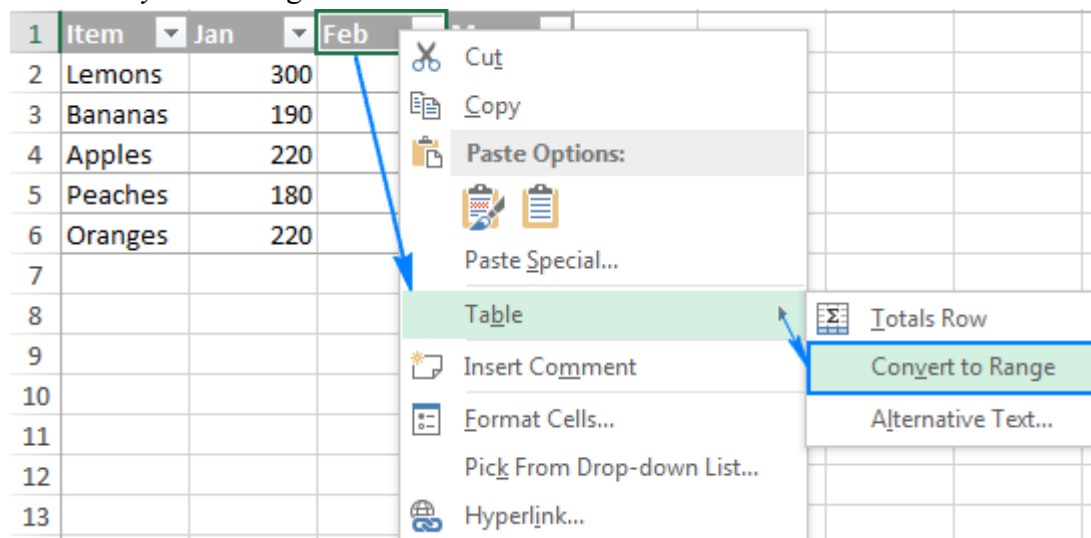 1 Item Jan Feb
2 Lemons 300
3 Bananas 190
4 Apples 220
5 Peaches 180
6 Oranges 220
7
8
9
10
11
12
13
Cut
Copy
Paste Options:
Paste Special...
Table
Insert Comment
Format Cells...
Pick From Drop-down List...
Hyperlink...
Totals Row
Convert to Range
Alternative Text...